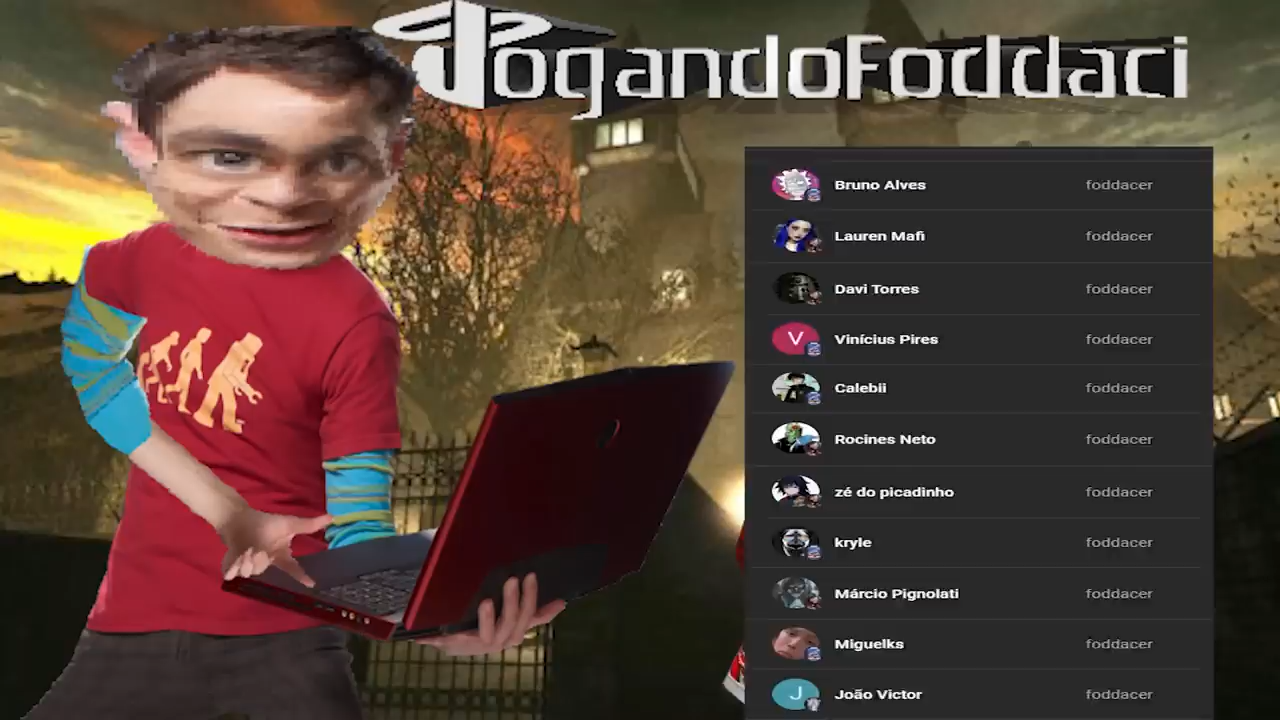 JogandoFoddaci
Bruno Alves foddacer
Lauren Mafi foddacer
Davi Torres foddacer
V Vinícius Pires foddacer
Calebii foddacer
Rocines Neto foddacer
zé do picadinho foddacer
kryle foddacer
Márcio Pignolati foddacer
Miguelks foddacer
J João Victor foddacer